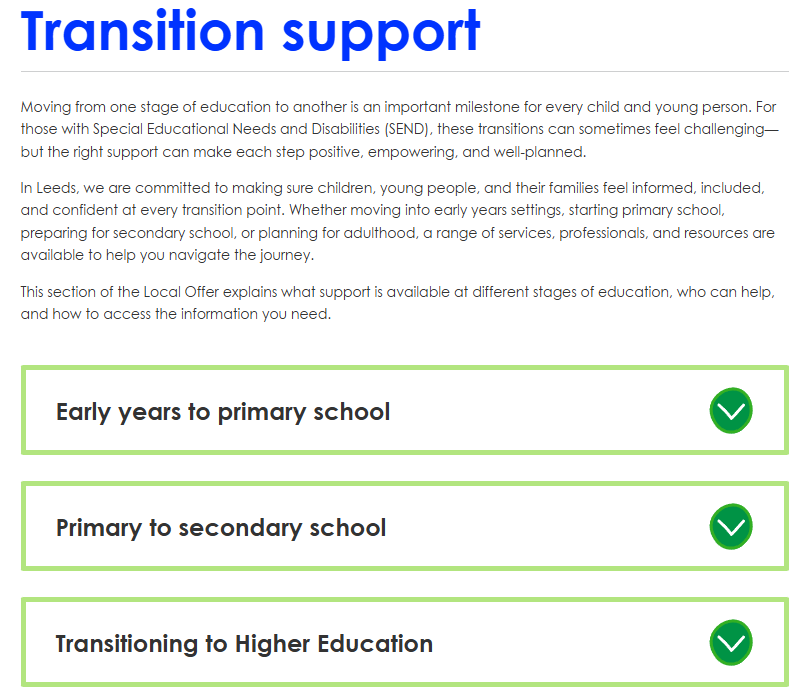 Transition support
Moving from one stage of education to another is an important milestone for every child and young person. For
those with Special Educational Needs and Disabilities (SEND), these transitions can sometimes feel challenging—
but the right support can make each step positive, empowering, and well-planned.
In Leeds, we are committed to making sure children, young people, and their families feel informed, included,
and confident at every transition point. Whether moving into early years settings, starting primary school,
preparing for secondary school, or planning for adulthood, a range of services, professionals, and resources are
available to help you navigate the journey.
This section of the Local Offer explains what support is available at different stages of education, who can help,
and how to access the information you need.
Early years to primary school
Primary to secondary school
Transitioning to Higher Education